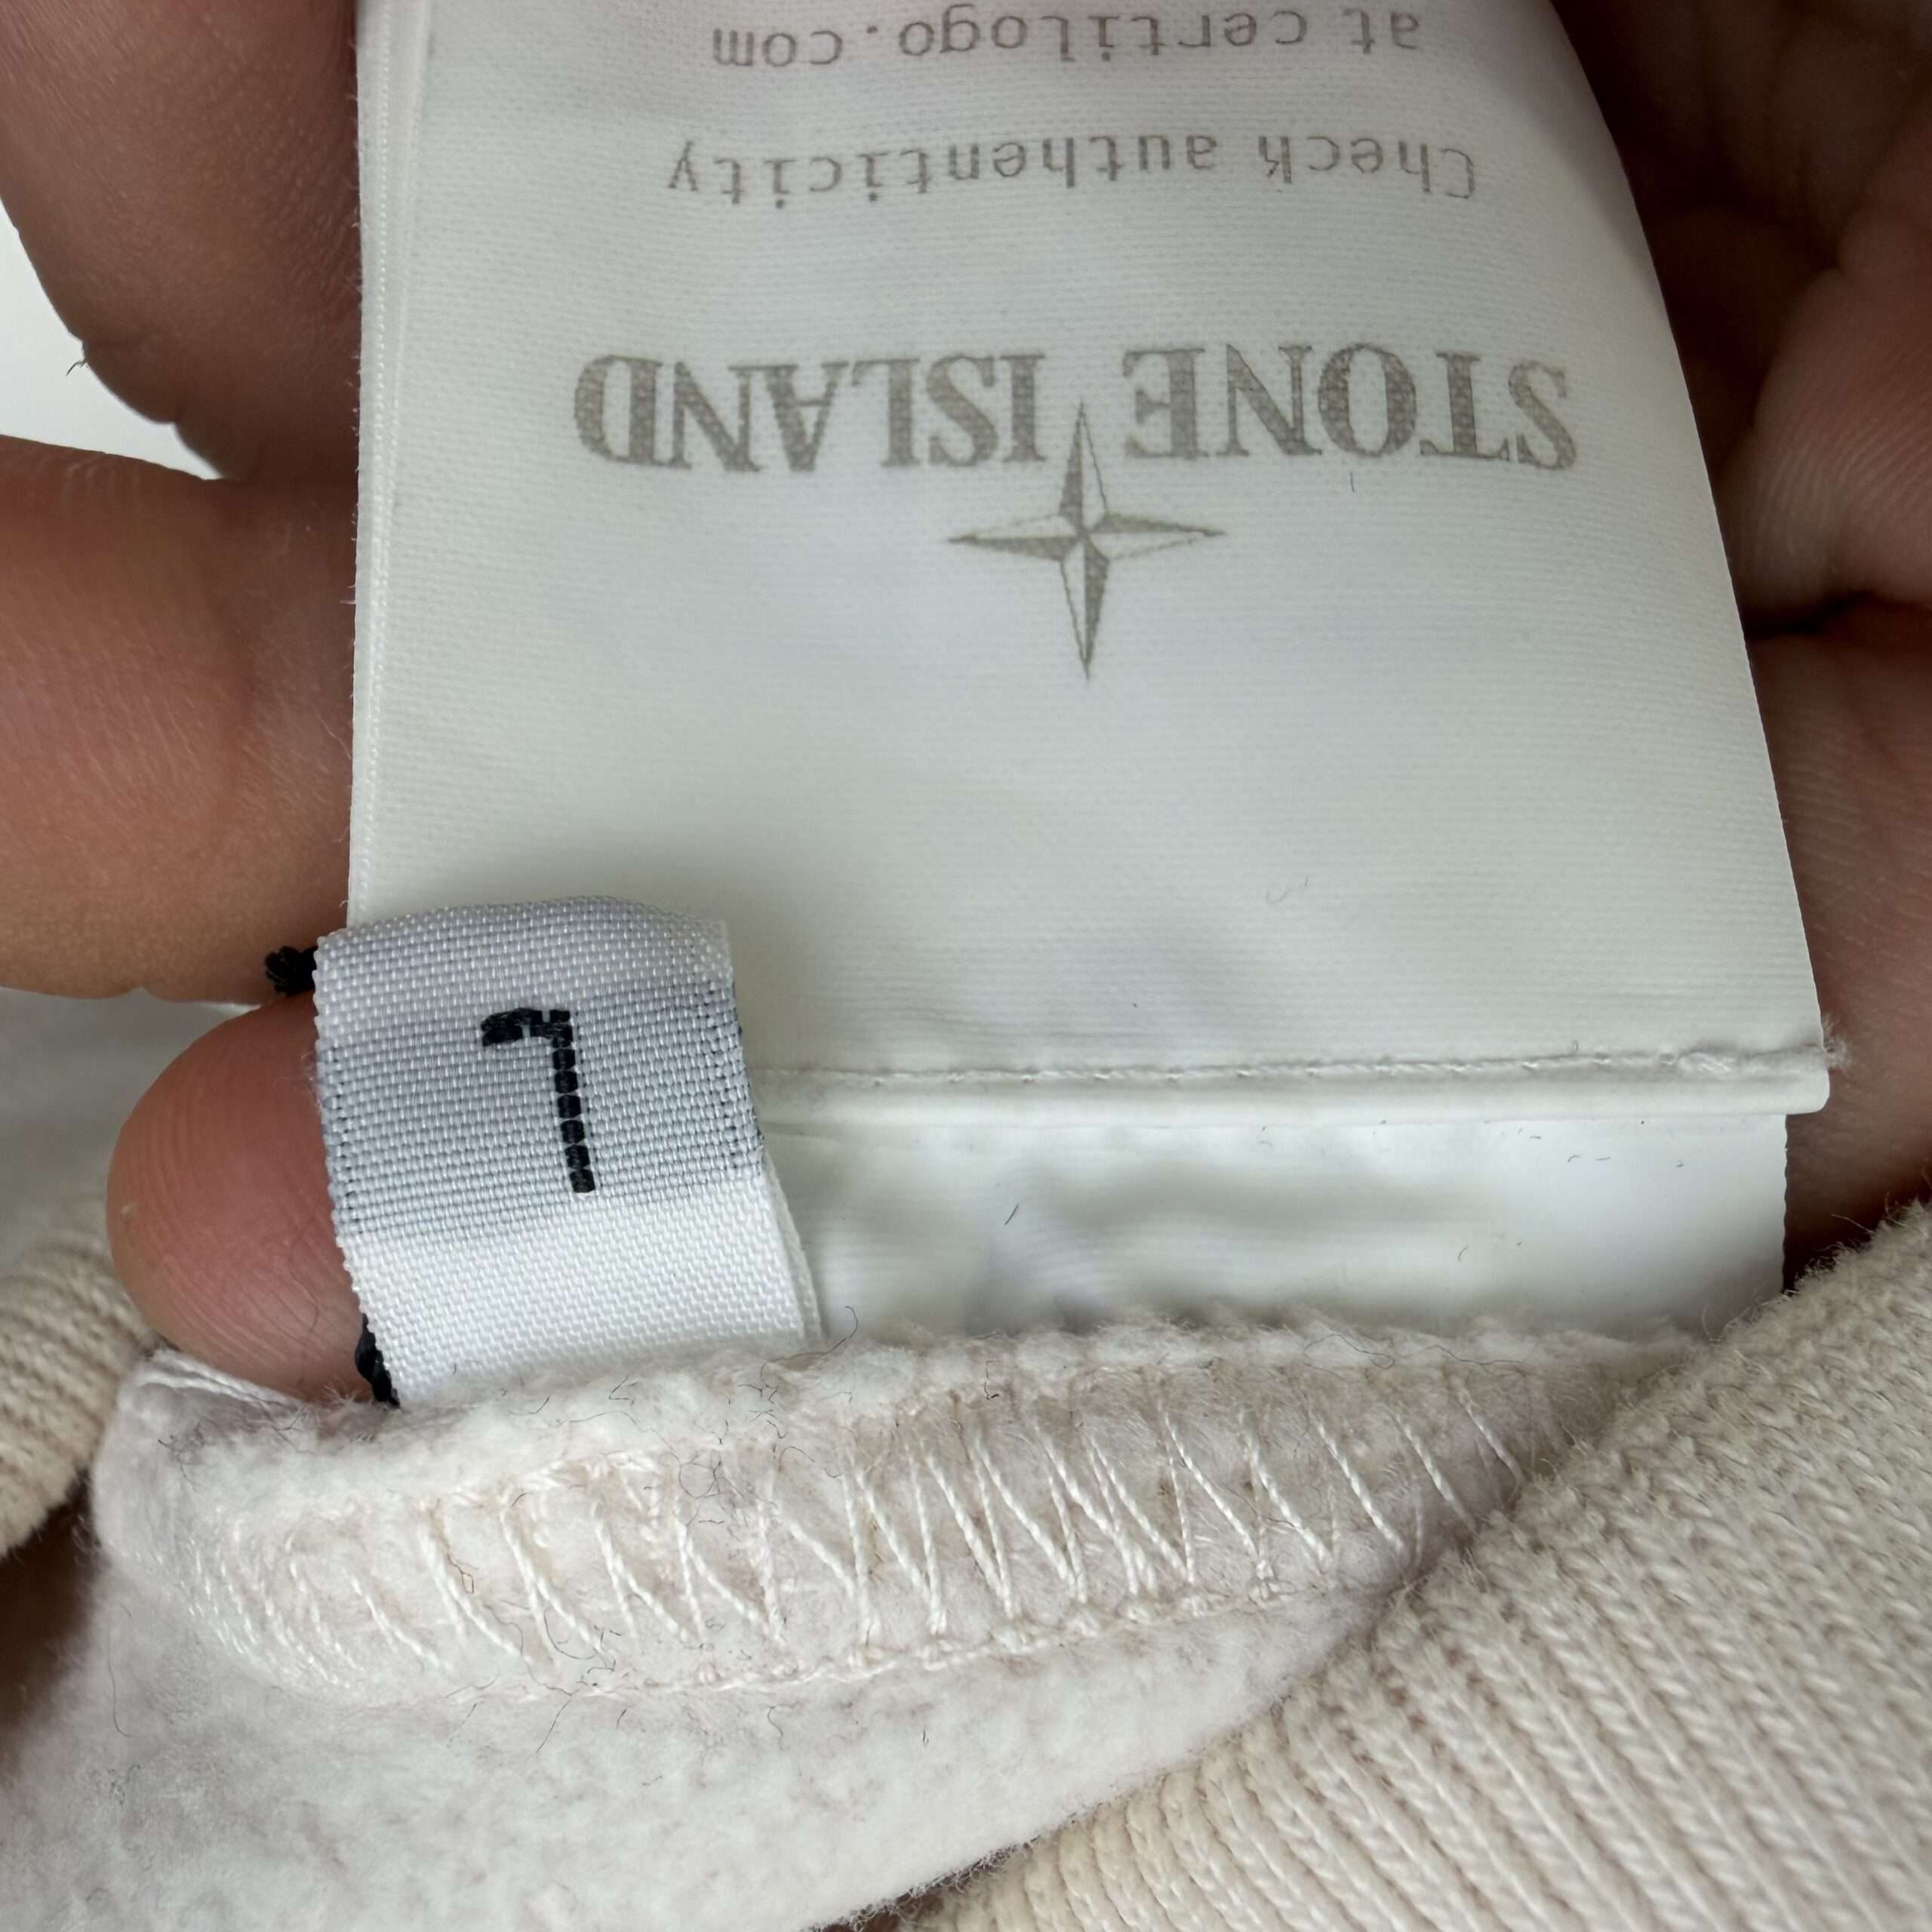 L
STONE ISLAND
Check authenticity
at certilogo.com